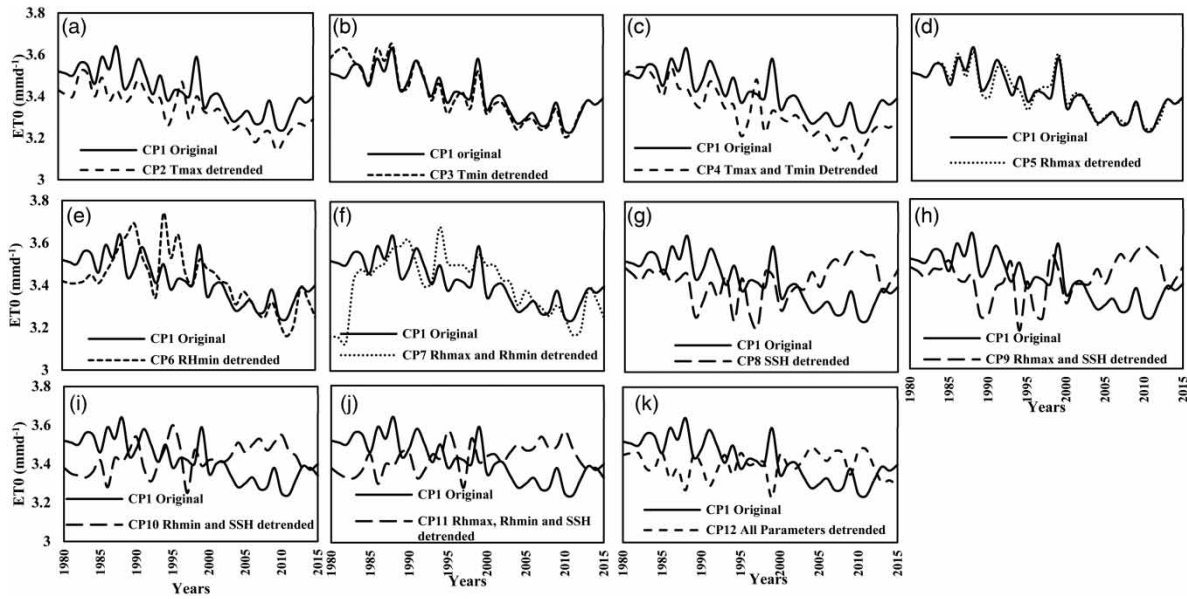 3.8
3.6
3.4
3.2
3
ET0 (mmd⁻¹)
(a)
CP1 Original
CP2 Tmax detrended
(b)
CP1 original
CP3 Tmin detrended
(c)
CP1 Original
CP4 Tmax and Tmin Detrended
(d)
CP1 Original
CP5 Rhmax detrended
3.8
3.6
3.4
3.2
3
ET0 (mmd⁻¹)
(e)
CP1 Original
CP6 RHmin detrended
(f)
CP1 Original
CP7 Rhmax and Rhmin detrended
(g)
CP1 Original
CP8 SSH detrended
(h)
CP1 Original
CP9 Rhmax and SSH detrended
1980
1985
1990
1995
2000
2005
2010
2015
Years
3.8
3.6
3.4
3.2
3
ET0 (mmd⁻¹)
(i)
CP1 Original
CP10 Rhmin and SSH detrended
1980
1985
1990
1995
2000
2005
2010
2015
Years
(j)
CP1 Original
CP11 Rhmax, Rhmin and SSH
detrended
1980
1985
1990
1995
2000
2005
2010
2015
Years
(k)
CP1 Original
CP12 All Parameters detrended
1980
1985
1990
1995
2000
2005
2010
2015
Years